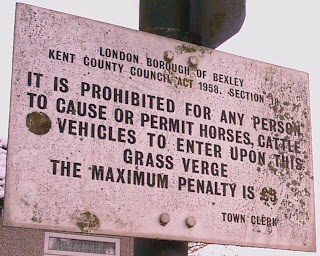 LONDON BOROUGH OF BEXLEY
KENT COUNTY COUNCIL ACT 1958. SECTION 18
IT IS PROHIBITED FOR ANY PERSON
TO CAUSE OR PERMIT HORSES, CATTLE
VEHICLES TO ENTER UPON THIS
GRASS VERGE
THE MAXIMUM PENALTY IS
TOWN CLERK